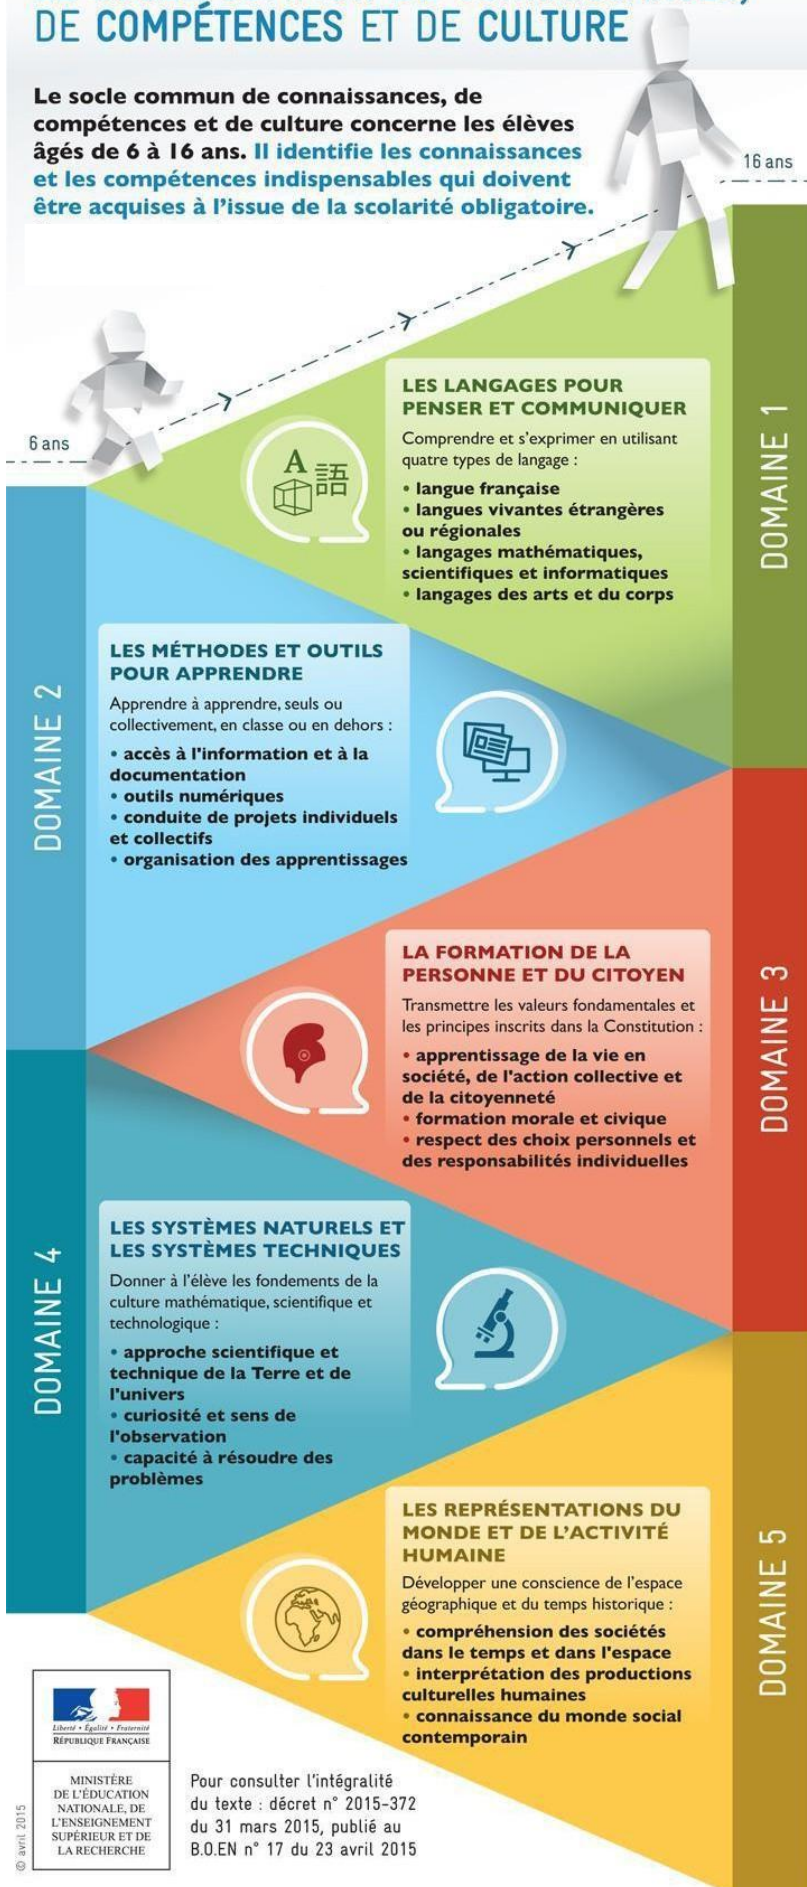 DE COMPÉTENCES ET DE CULTURE
Le socle commun de connaissances, de
compétences et de culture concerne les élèves
âgés de 6 à 16 ans. Il identifie les connaissances
et les compétences indispensables qui doivent
être acquises à l'issue de la scolarité obligatoire.
16 ans
6 ans
DOMAINE 1
LES LANGAGES POUR
PENSER ET COMMUNIQUER
Comprendre et s'exprimer en utilisant
quatre types de langage :
• langue française
• langues vivantes étrangères
ou régionales
• langages mathématiques,
scientifiques et informatiques
• langages des arts et du corps
A 語
DOMAINE 2
LES MÉTHODES ET OUTILS
POUR APPRENDRE
Apprendre à apprendre, seuls ou
collectivement, en classe ou en dehors :
• accès à l'information et à la
documentation
• outils numériques
• conduite de projets individuels
et collectifs
• organisation des apprentissages
DOMAINE 3
LA FORMATION DE LA
PERSONNE ET DU CITOYEN
Transmettre les valeurs fondamentales et
les principes inscrits dans la Constitution :
• apprentissage de la vie en
société, de l'action collective et
de la citoyenneté
• formation morale et civique
• respect des choix personnels et
des responsabilités individuelles
DOMAINE 4
LES SYSTÈMES NATURELS ET
LES SYSTÈMES TECHNIQUES
Donner à l'élève les fondements de la
culture mathématique, scientifique et
technologique :
• approche scientifique et
technique de la Terre et de
l'univers
• curiosité et sens de
l'observation
• capacité à résoudre des
problèmes
DOMAINE 5
LES REPRÉSENTATIONS DU
MONDE ET DE L'ACTIVITÉ
HUMAINE
Développer une conscience de l'espace
géographique et du temps historique :
• compréhension des sociétés
dans le temps et dans l'espace
• interprétation des productions
culturelles humaines
• connaissance du monde social
contemporain
Liberté • Égalité • Fraternité
RÉPUBLIQUE FRANÇAISE
MINISTÈRE
DE L'ÉDUCATION
NATIONALE, DE
L'ENSEIGNEMENT
SUPÉRIEUR ET DE
LA RECHERCHE
Pour consulter l'intégralité
du texte : décret n° 2015-372
du 31 mars 2015, publié au
B.O.EN n° 17 du 23 avril 2015
© avril 2015